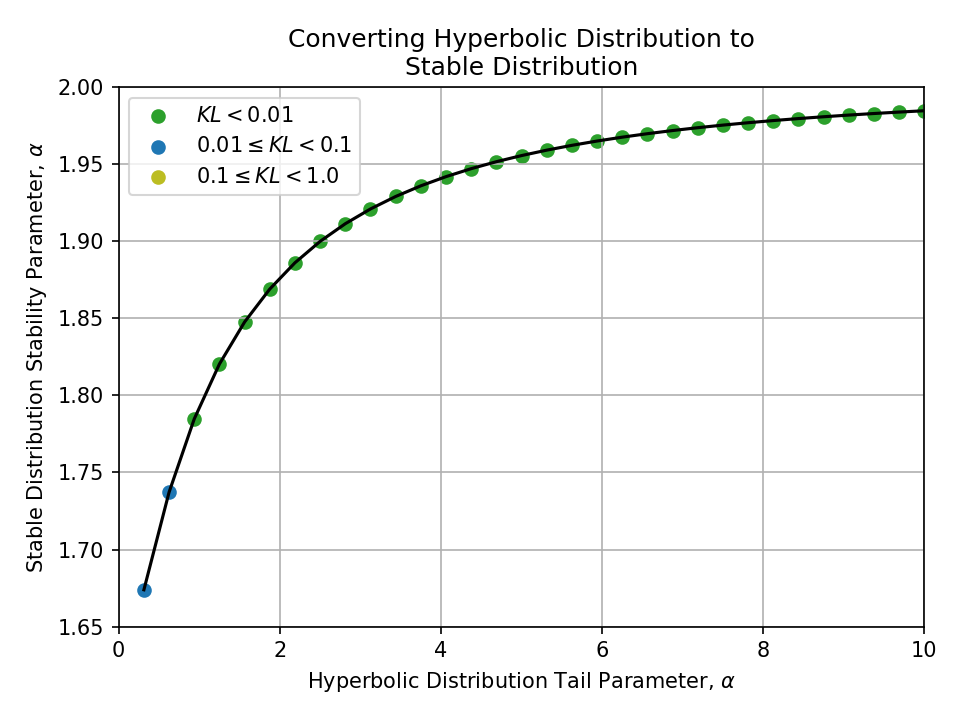 Converting Hyperbolic Distribution to
Stable Distribution
2.00
1.95
1.90
1.85
1.80
1.75
1.70
1.65
Stable Distribution Stability Parameter, α
KL < 0.01
0.01 ≤ KL < 0.1
0.1 ≤ KL < 1.0
0 2 4 6 8 10
Hyperbolic Distribution Tail Parameter, α